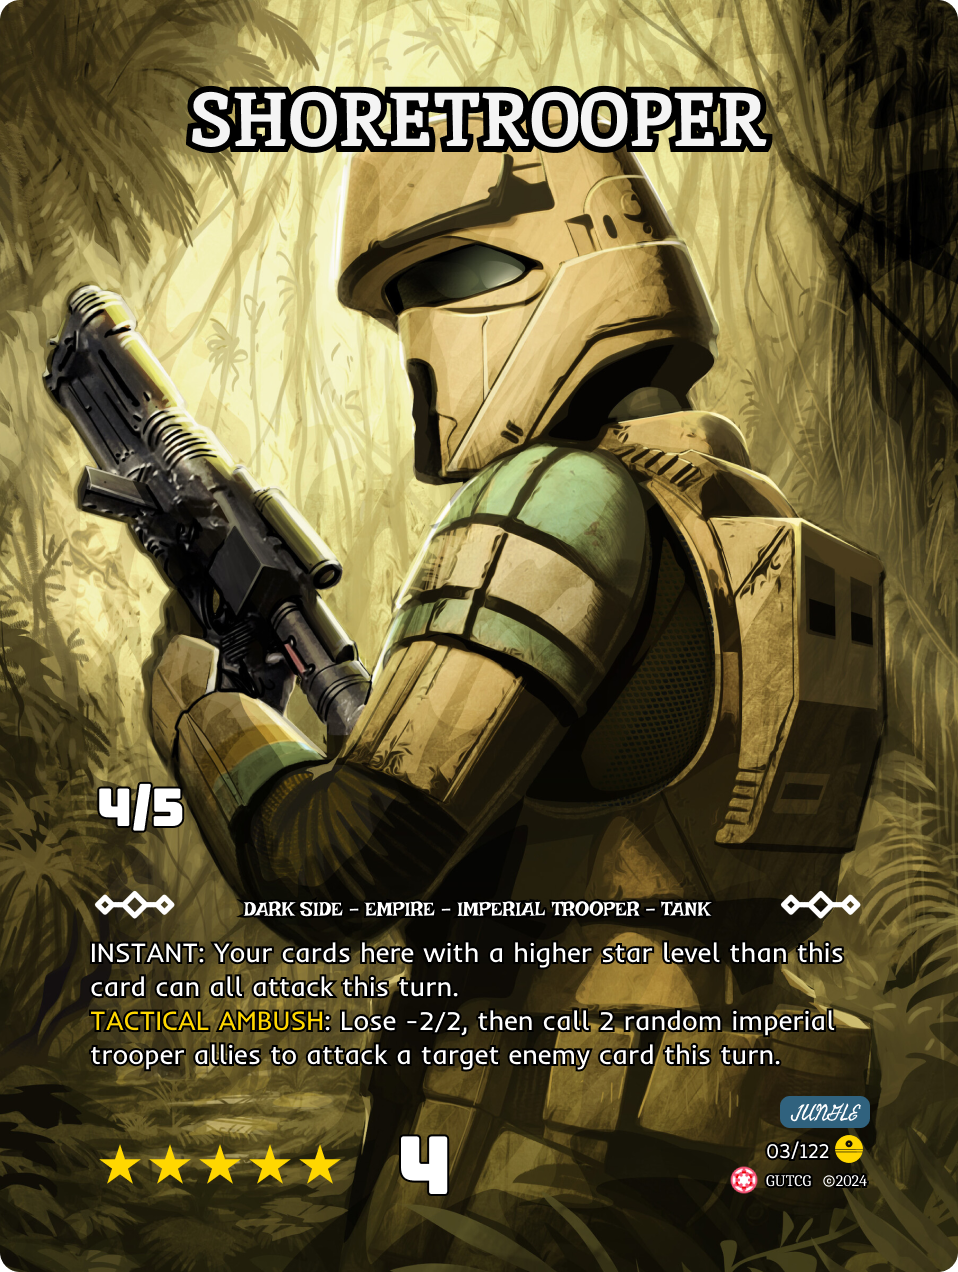 SHORETROOPER
4/5
DARK SIDE - EMPIRE - IMPERIAL TROOPER - TANK
INSTANT: Your cards here with a higher star level than this
card can all attack this turn.
TACTICAL AMBUSH: Lose -2/2, then call 2 random imperial
trooper allies to attack a target enemy card this turn.
JUNGLE
4
03/122
GUTCG ©2024